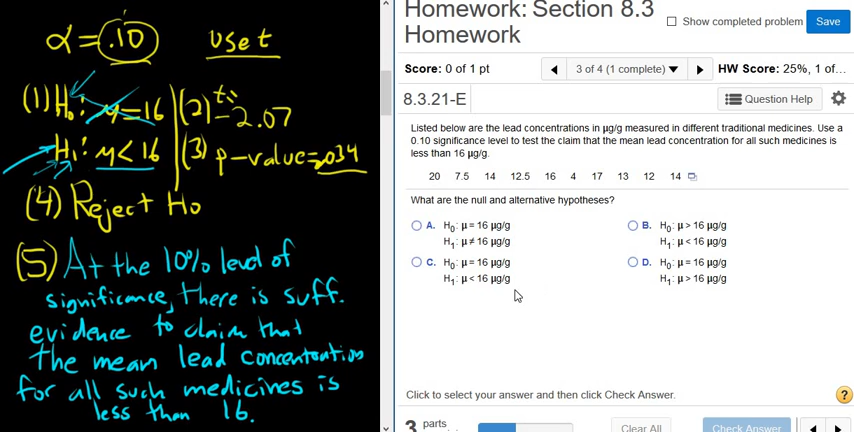 α = .10 use t
(1) H₀: μ = 16
H₁: μ < 16
(2) t: -2.07
(3) p-value = .034
(4) Reject H₀
(5) At the 10% level of
significance, there is suff.
evidence to claim that
the mean lead concentration
for all such medicines is
less than 16.
Homework: Section 8.3
Homework
Show completed problem
Save
Score: 0 of 1 pt
3 of 4 (1 complete)
HW Score: 25%, 1 of...
8.3.21-E
Question Help
Listed below are the lead concentrations in μg/g measured in different traditional medicines. Use a
0.10 significance level to test the claim that the mean lead concentration for all such medicines is
less than 16 μg/g.
20 7.5 14 12.5 16 4 17 13 12 14
What are the null and alternative hypotheses?
A. H₀: μ = 16 μg/g
H₁: μ ≠ 16 μg/g
B. H₀: μ > 16 μg/g
H₁: μ < 16 μg/g
C. H₀: μ = 16 μg/g
H₁: μ < 16 μg/g
D. H₀: μ = 16 μg/g
H₁: μ > 16 μg/g
Click to select your answer and then click Check Answer.
?
3 parts
Clear All
Check Answer